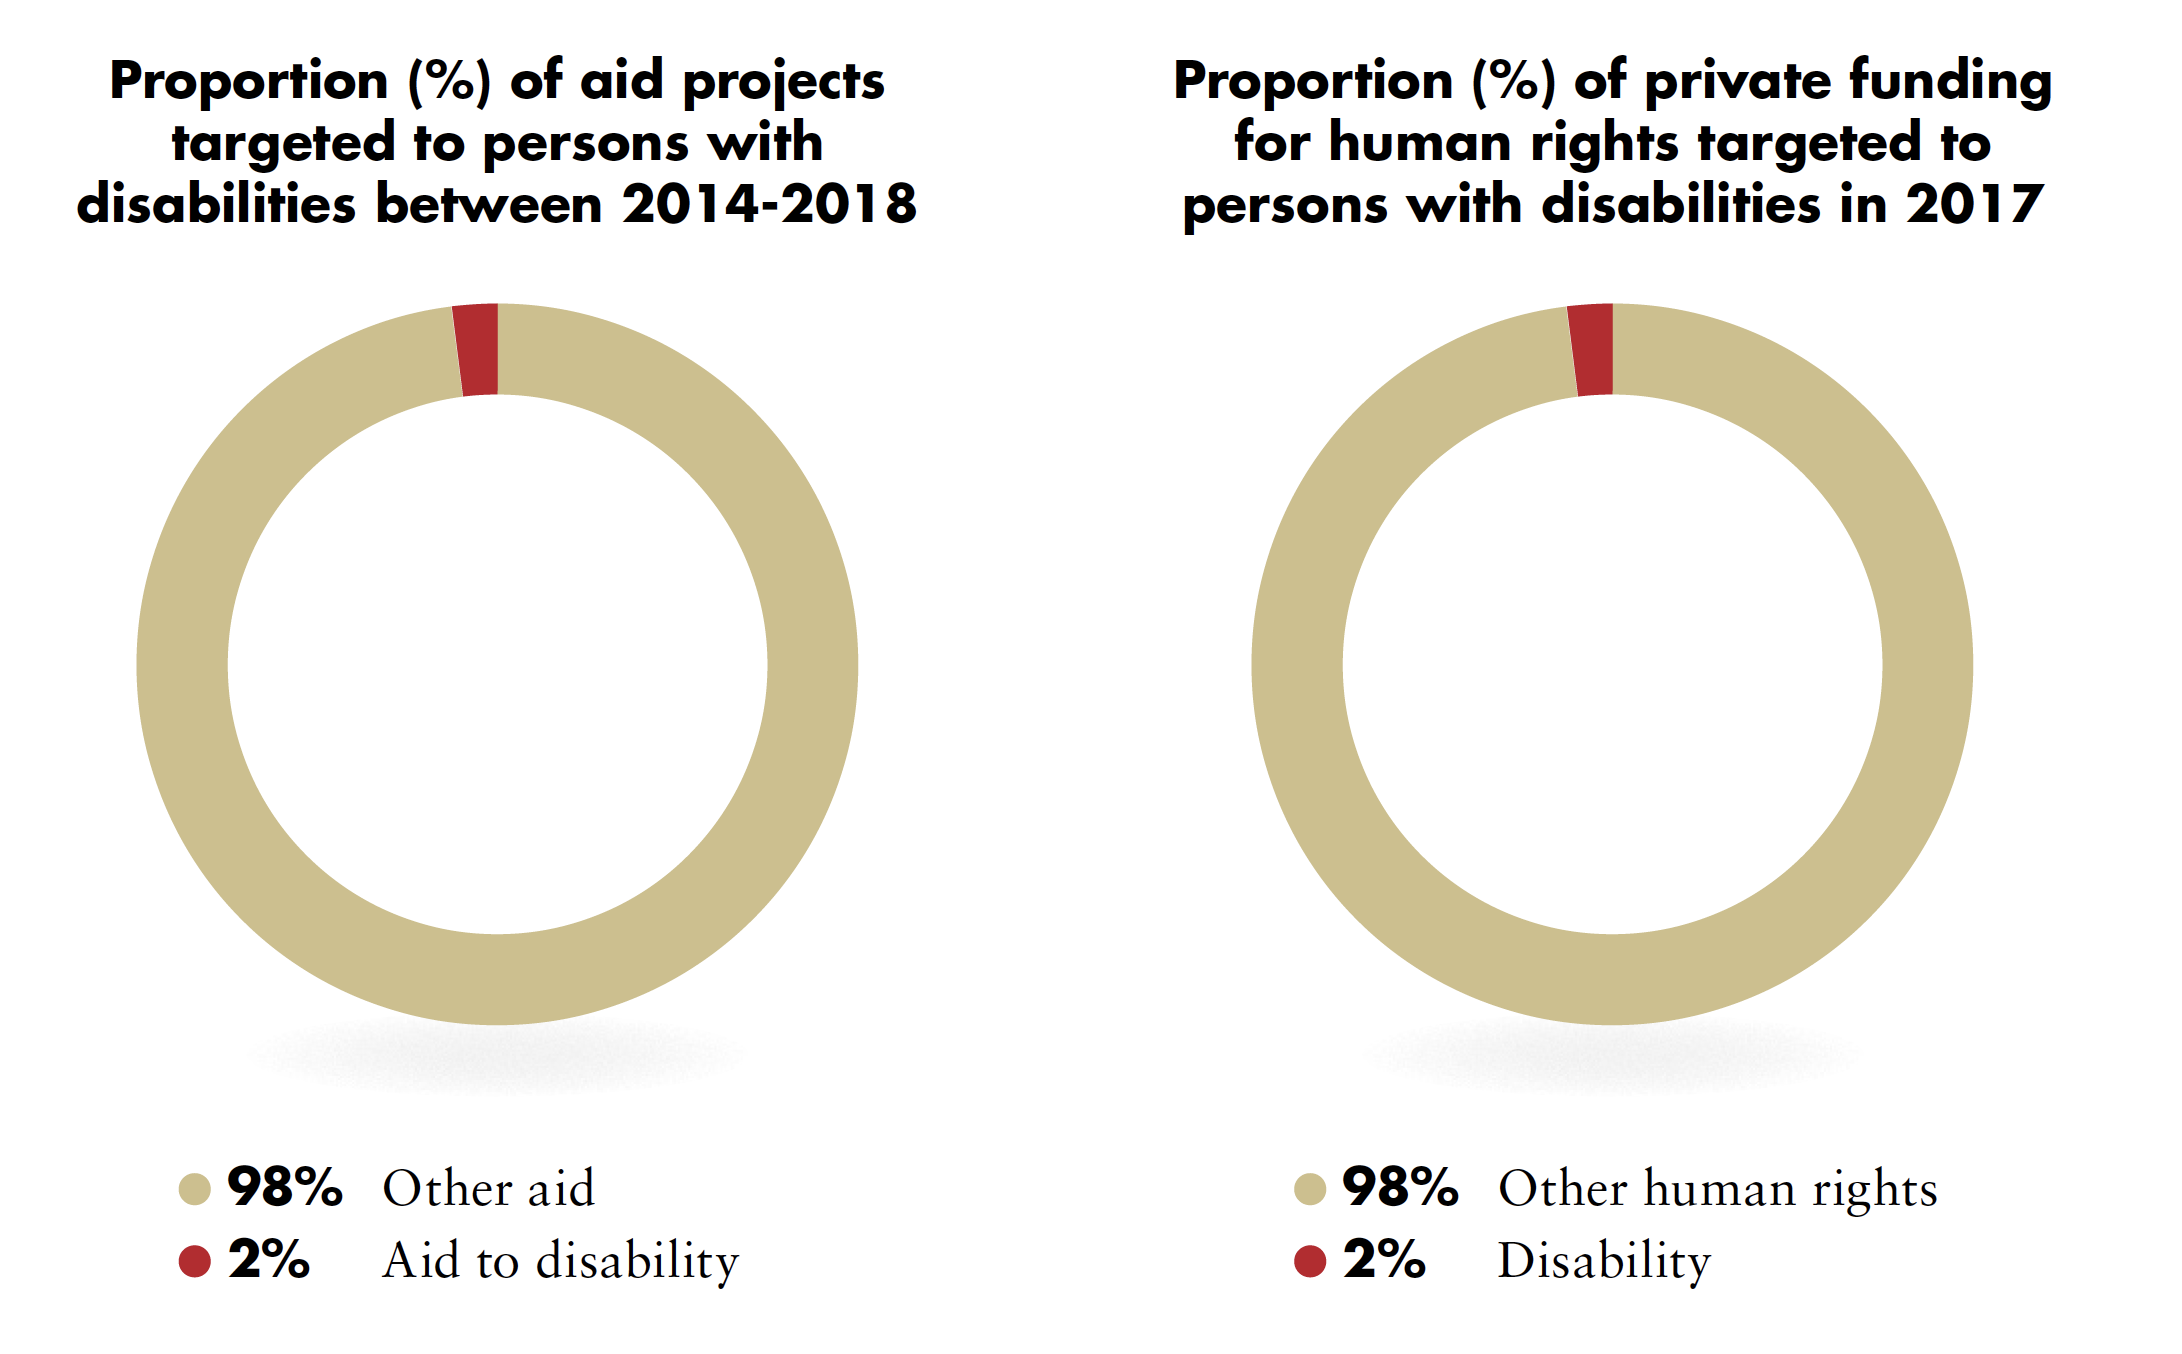 Proportion (%) of aid projects
targeted to persons with
disabilities between 2014-2018
98% Other aid
2% Aid to disability
Proportion (%) of private funding
for human rights targeted to
persons with disabilities in 2017
98% Other human rights
2% Disability